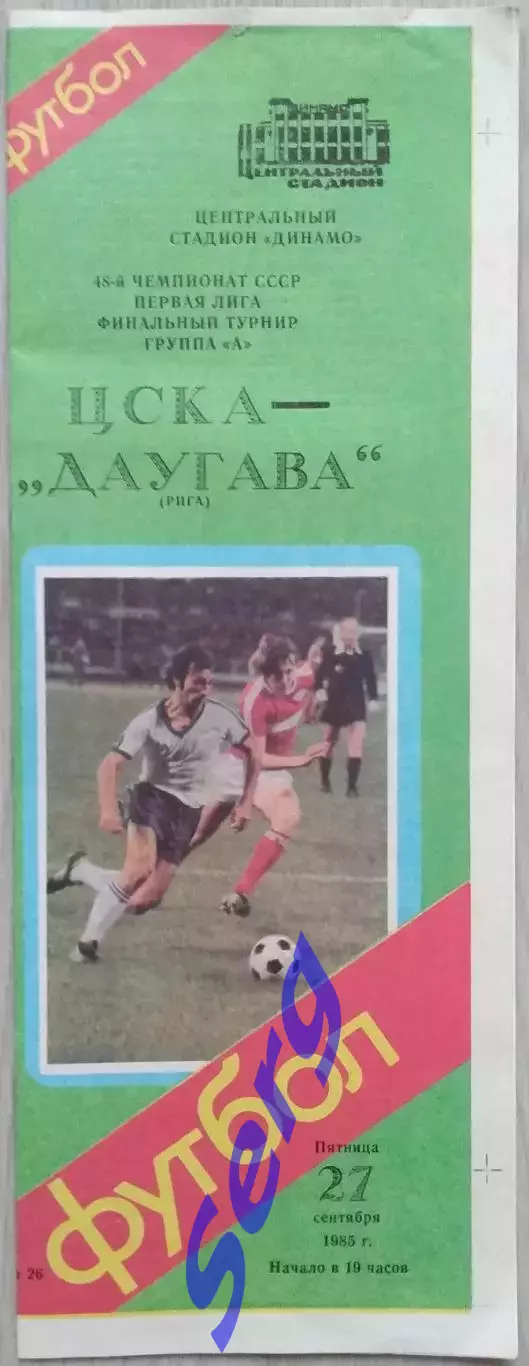 футбол
ДИНАМО
ЦЕНТРАЛЬНЫЙ
СТАДИОН
ЦЕНТРАЛЬНЫЙ
СТАДИОН «ДИНАМО»
48-й ЧЕМПИОНАТ СССР
ПЕРВАЯ ЛИГА
ФИНАЛЬНЫЙ ТУРНИР
ГРУППА «А»
ЦСКА—
„ДАУГАВА“
(РИГА)
футбол
serg
Пятница
27
сентября
1985 г.
Начало в 19 часов
26